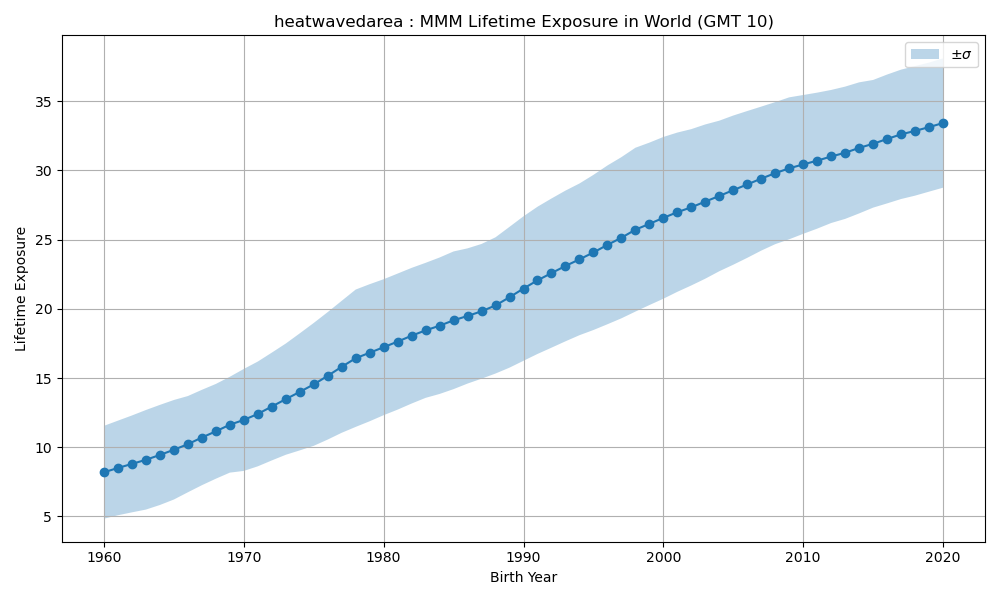 heatwavedarea : MMM Lifetime Exposure in World (GMT 10)
±σ
Lifetime Exposure
35
30
25
20
15
10
5
1960 1970 1980 1990 2000 2010 2020
Birth Year